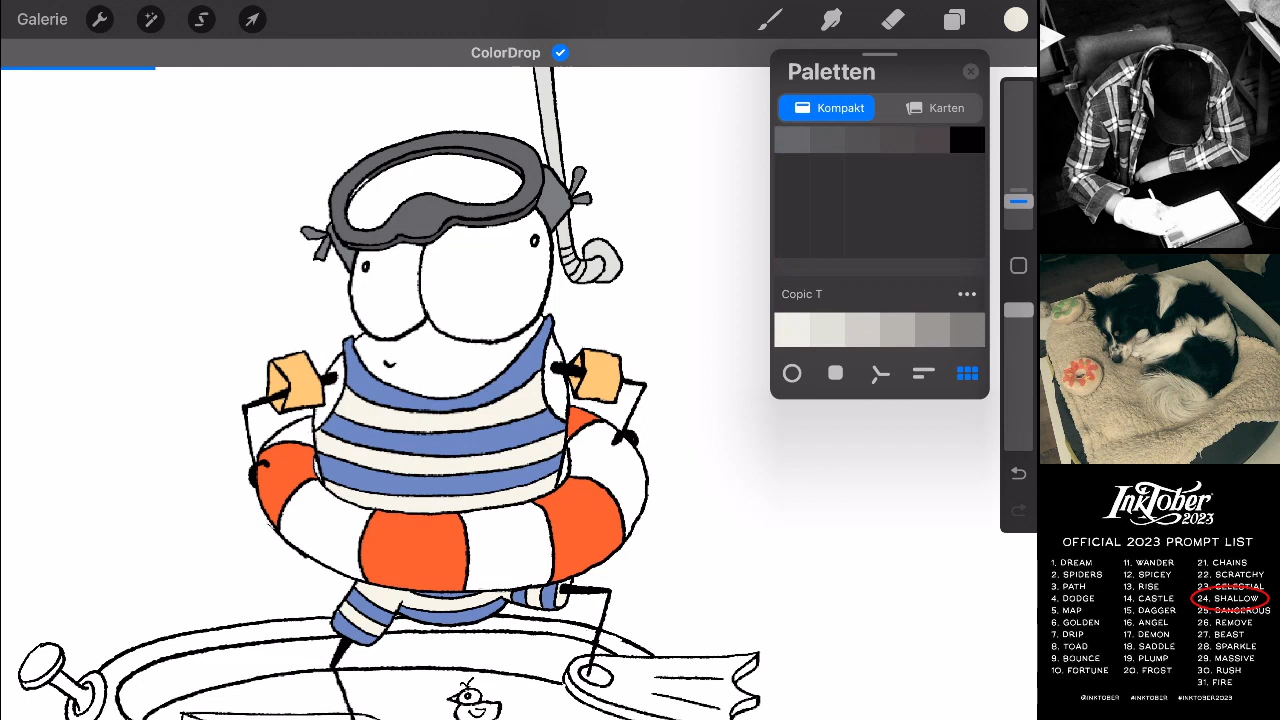 Galerie
ColorDrop
Paletten
Kompakt
Karten
Copic T
InkTober
2023
OFFICIAL 2023 PROMPT LIST
1. DREAM
2. SPIDERS
3. PATH
4. DODGE
5. MAP
6. GOLDEN
7. DRIP
8. TOAD
9. BOUNCE
10. FORTUNE
11. WANDER
12. SPICEY
13. RISE
14. CASTLE
15. DAGGER
16. ANGEL
17. DEMON
18. SADDLE
19. PLUMP
20. FROST
21. CHAINS
22. SCRATCHY
23. CELESTIAL
24. SHALLOW
25. DANGEROUS
26. REMOVE
27. BEAST
28. SPARKLE
29. MASSIVE
30. RUSH
31. FIRE
@INKTOBER #INKTOBER #INKTOBER2023